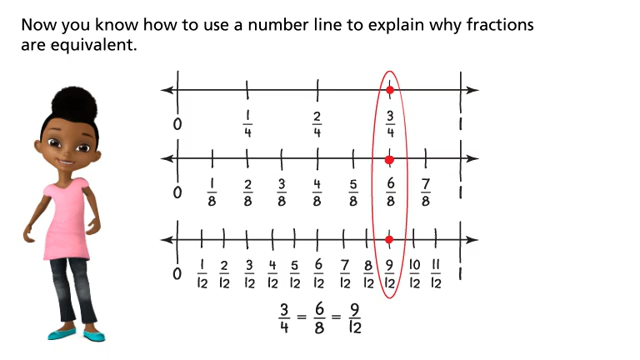 Now you know how to use a number line to explain why fractions
are equivalent.
0 1/4 2/4 3/4 1
0 1/8 2/8 3/8 4/8 5/8 6/8 7/8 1
0 1/12 2/12 3/12 4/12 5/12 6/12 7/12 8/12 9/12 10/12 11/12 1
3/4 = 6/8 = 9/12